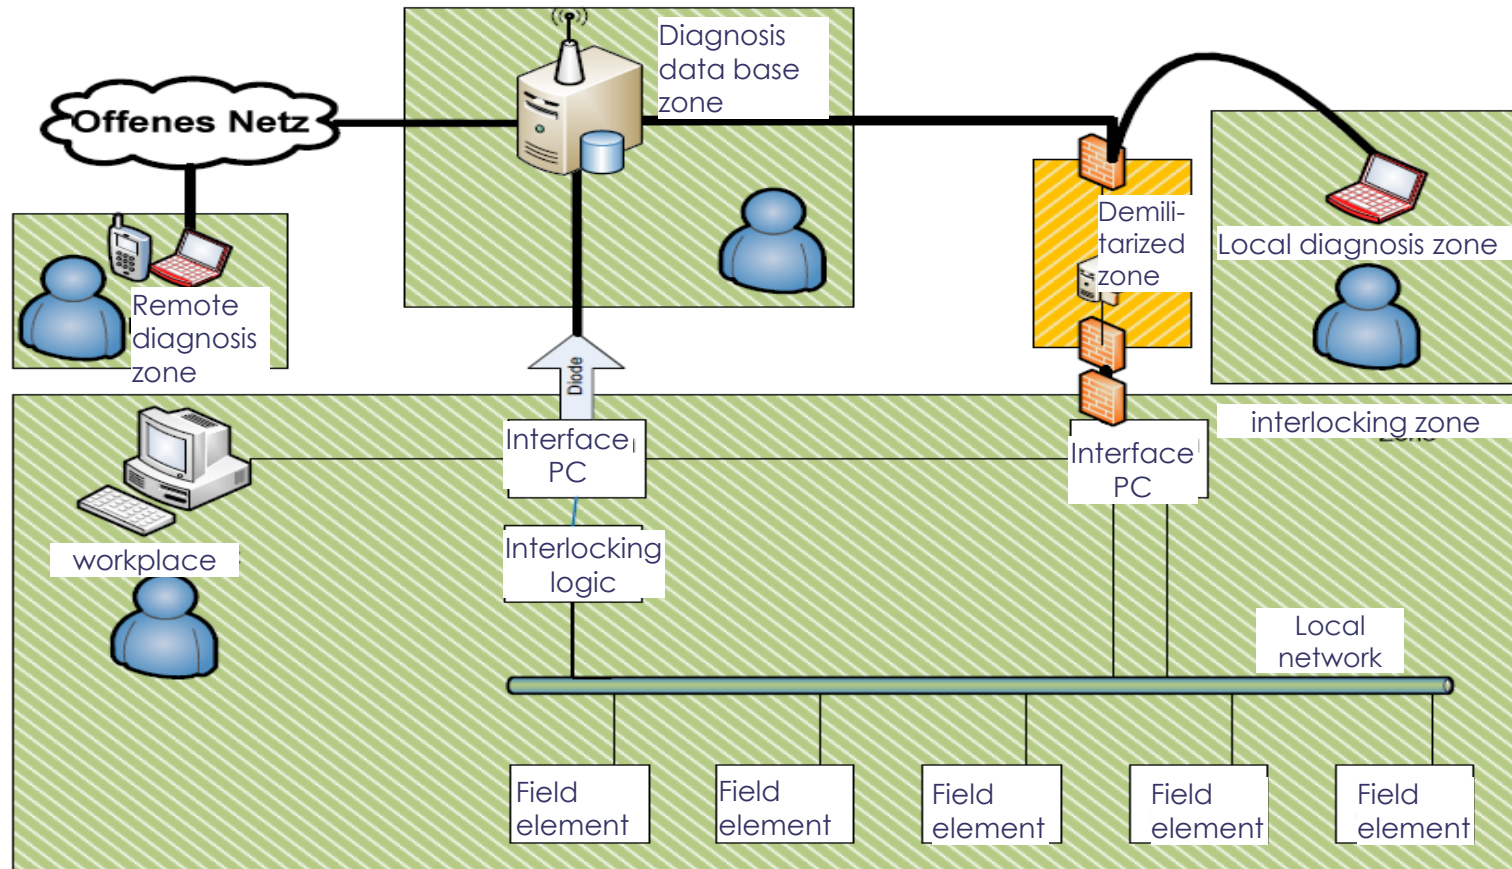 Diagnosis
data base
zone
Offenes Netz
Demili-
tarized
zone
Local diagnosis zone
Remote
diagnosis
zone
Diode
interlocking zone
Interface
PC
Interface
PC
workplace
Interlocking
logic
Local
network
Field
element
Field
element
Field
element
Field
element
Field
element